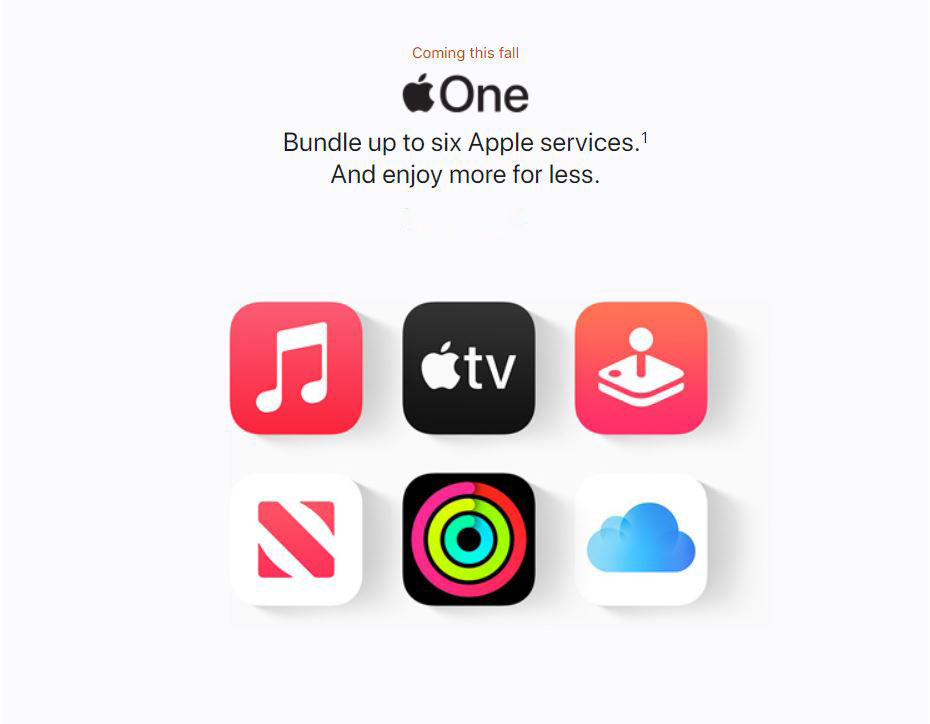 Coming this fall
One
Bundle up to six Apple services.¹
And enjoy more for less.
tv